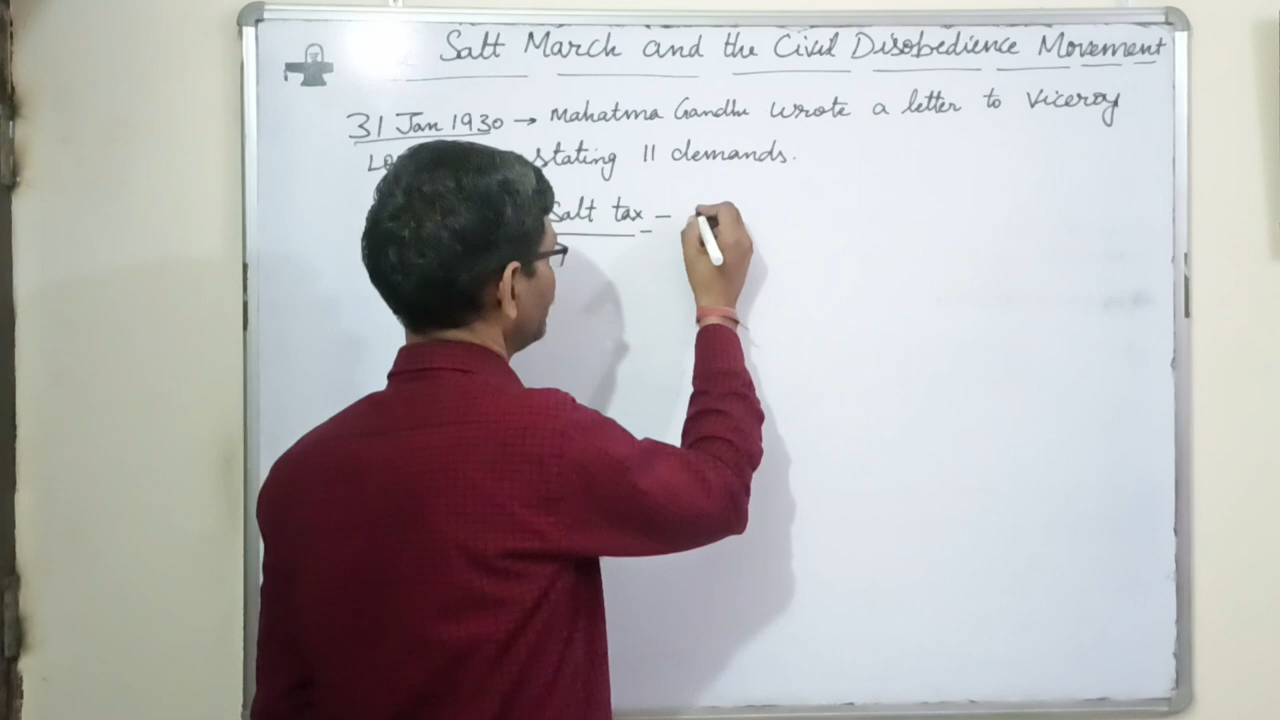 Salt March and the Civil Disobedience Movement
31 Jan 1930 → Mahatma Gandhi wrote a letter to Viceroy
stating 11 demands.
Salt tax –